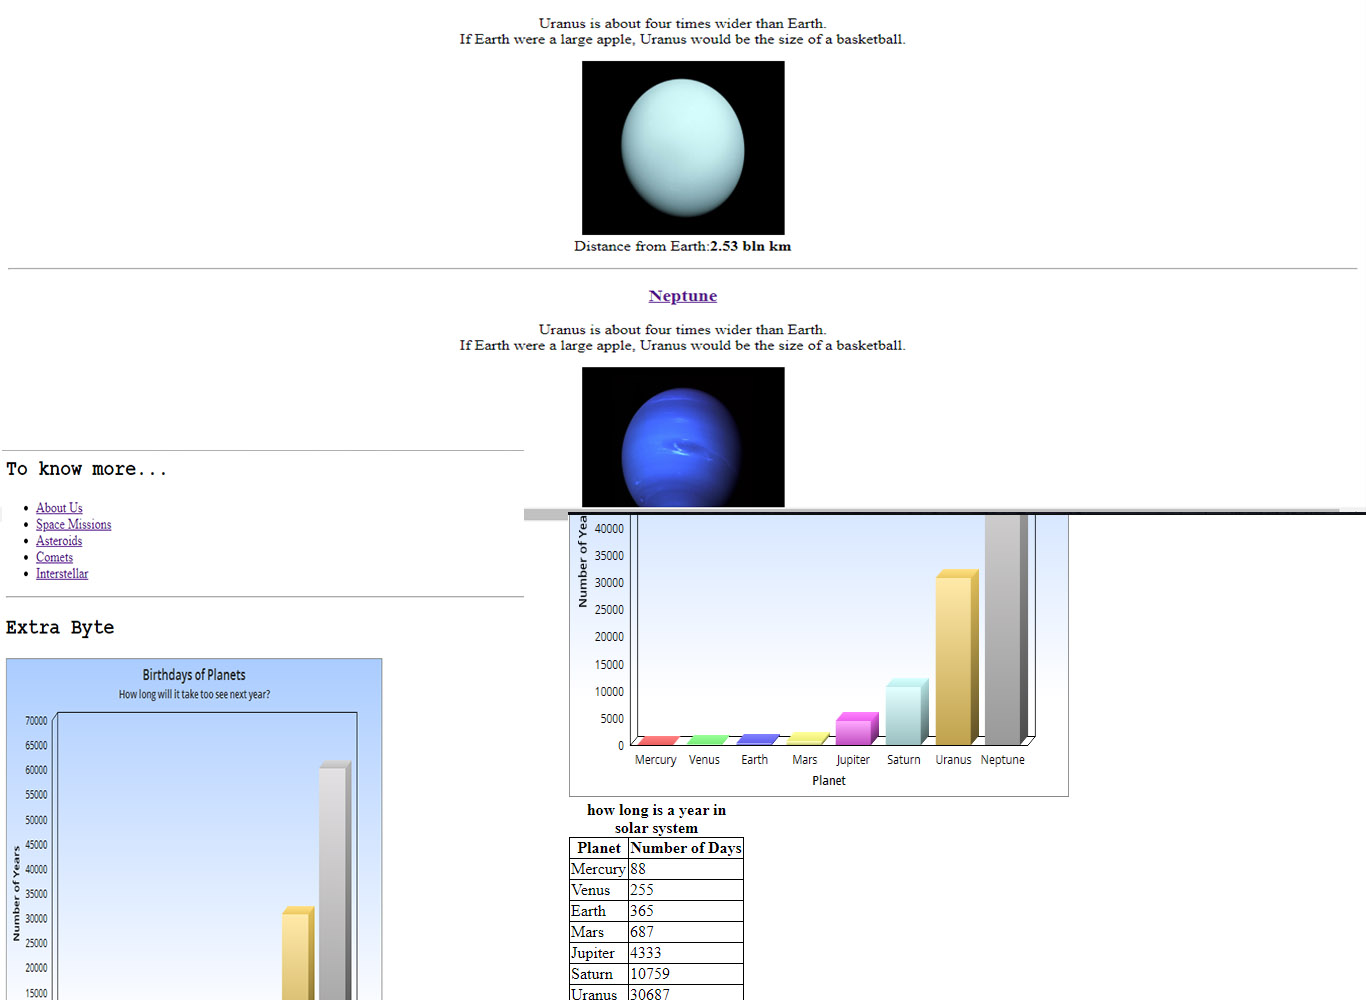 Uranus is about four times wider than Earth.
If Earth were a large apple, Uranus would be the size of a basketball.
Distance from Earth:2.53 bln km
Neptune
Uranus is about four times wider than Earth.
If Earth were a large apple, Uranus would be the size of a basketball.
To know more...
• About Us
• Space Missions
• Asteroids
• Comets
• Interstellar
Extra Byte
Birthdays of Planets
How long will it take too see next year?
Number of Years
70000
65000
60000
55000
50000
45000
40000
35000
30000
25000
20000
15000
Number of Yea
40000
35000
30000
25000
20000
15000
10000
5000
0
Mercury Venus Earth Mars Jupiter Saturn Uranus Neptune
Planet
how long is a year in
solar system
Planet Number of Days
Mercury 88
Venus 255
Earth 365
Mars 687
Jupiter 4333
Saturn 10759
Uranus 30687